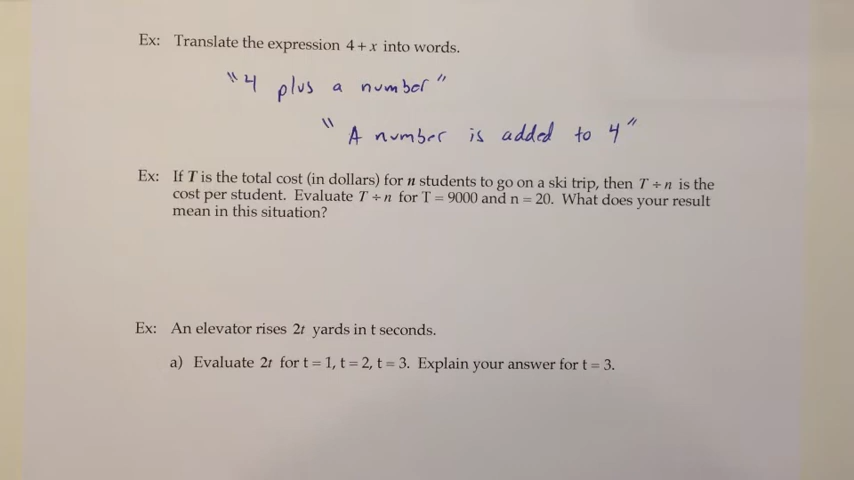 Ex: Translate the expression 4 + x into words.
"4 plus a number"
"A number is added to 4"
Ex: If T is the total cost (in dollars) for n students to go on a ski trip, then T ÷ n is the
cost per student. Evaluate T ÷ n for T = 9000 and n = 20. What does your result
mean in this situation?
Ex: An elevator rises 2t yards in t seconds.
a) Evaluate 2t for t = 1, t = 2, t = 3. Explain your answer for t = 3.